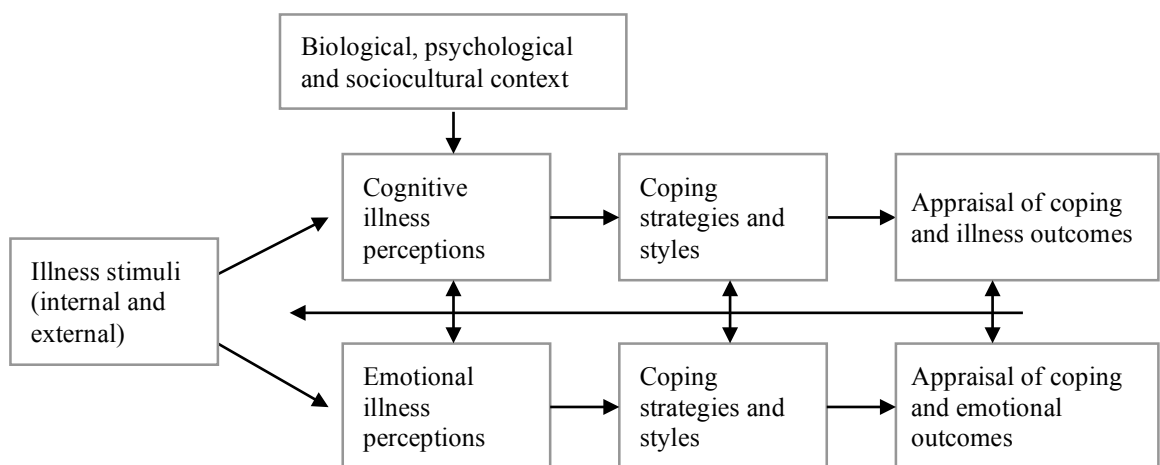 Biological, psychological
and sociocultural context
Cognitive
illness
perceptions
Coping
strategies and
styles
Appraisal of coping
and illness outcomes
Illness stimuli
(internal and
external)
Emotional
illness
perceptions
Coping
strategies and
styles
Appraisal of coping
and emotional
outcomes